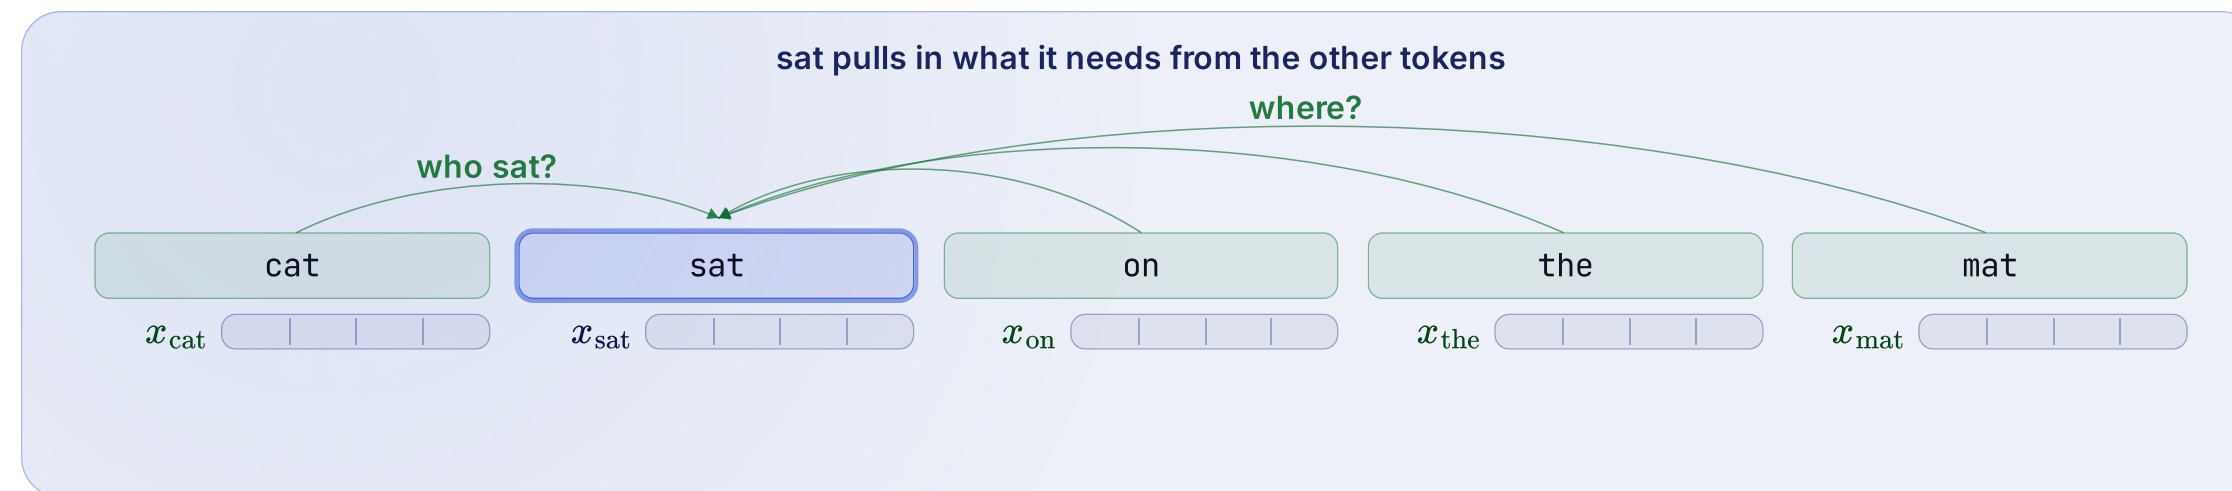 sat pulls in what it needs from the other tokens
where?
who sat?
cat sat on the mat
x_cat x_sat x_on x_the x_mat